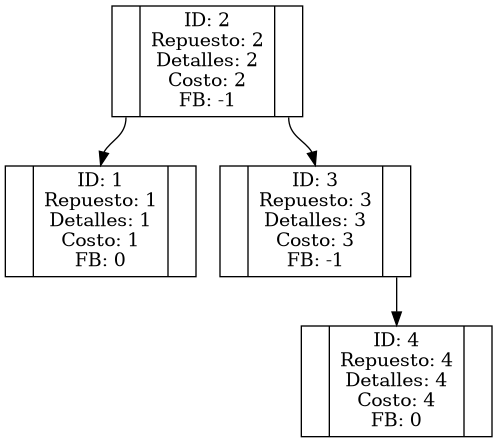 ID: 2
Repuesto: 2
Detalles: 2
Costo: 2
FB: -1
ID: 1
Repuesto: 1
Detalles: 1
Costo: 1
FB: 0
ID: 3
Repuesto: 3
Detalles: 3
Costo: 3
FB: -1
ID: 4
Repuesto: 4
Detalles: 4
Costo: 4
FB: 0